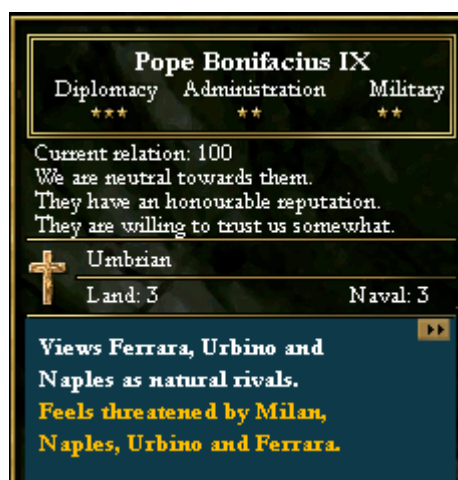 Pope Bonifacius IX
Diplomacy Administration Military
Current relation: 100
We are neutral towards them.
They have an honourable reputation.
They are willing to trust us somewhat.
Umbrian
Land: 3 Naval: 3
Views Ferrara, Urbino and
Naples as natural rivals.
Feels threatened by Milan,
Naples, Urbino and Ferrara.